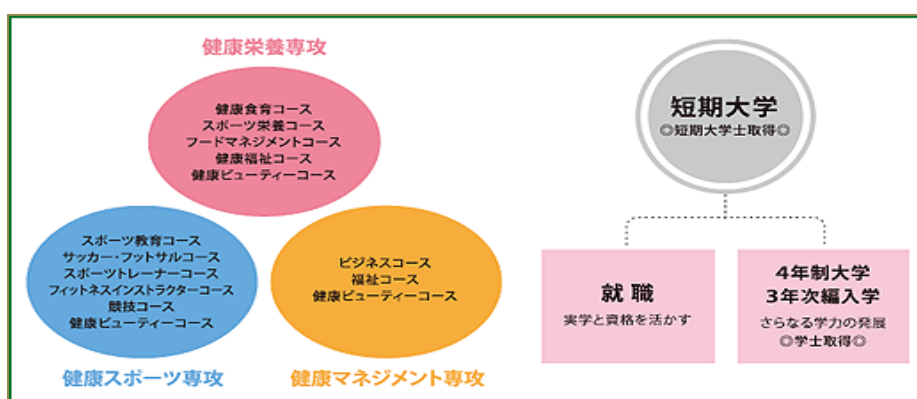 健康栄養専攻
健康食育コース
スポーツ栄養コース
フードマネジメントコース
健康福祉コース
健康ビューティーコース
スポーツ教育コース
サッカー・フットサルコース
スポーツトレーナーコース
フィットネスインストラクターコース
競技コース
健康ビューティーコース
健康スポーツ専攻
ビジネスコース
福祉コース
健康ビューティーコース
健康マネジメント専攻
短期大学
◎短期大学士取得◎
就職
実学と資格を活かす
4年制大学
3年次編入学
さらなる学力の発展
◎学士取得◎